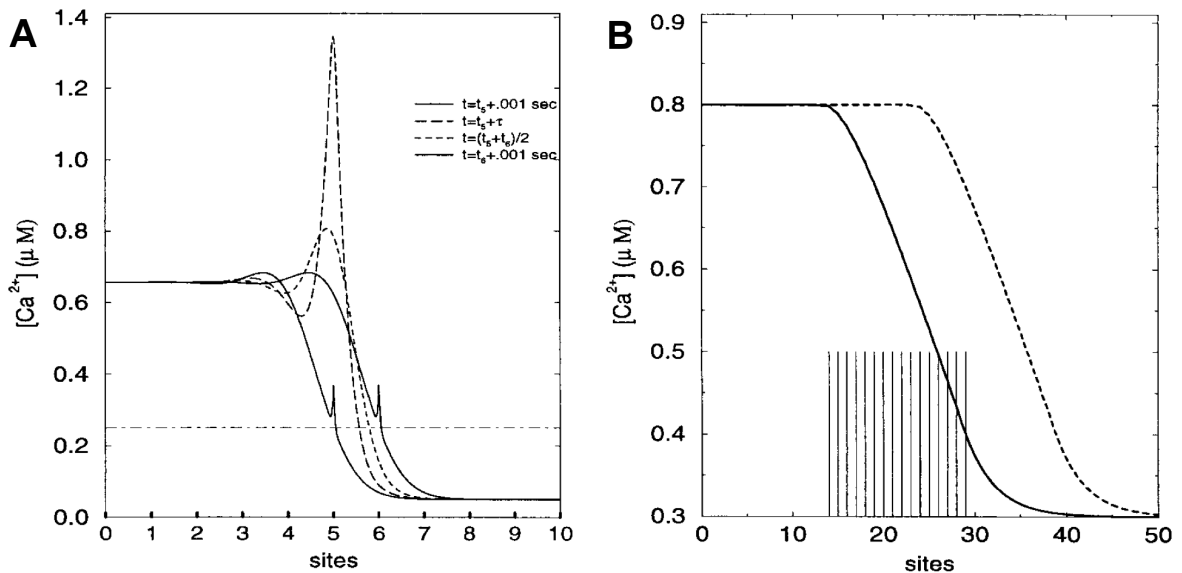 A
[Ca²⁺] (μ M)
1.4
1.2
1.0
0.8
0.6
0.4
0.2
0.0
t=t₅+.001 sec
t=t₅+τ
t=(t₅+t₆)/2
t=t₆+.001 sec
0 1 2 3 4 5 6 7 8 9 10
sites
B
[Ca²⁺] (μ M)
0.9
0.8
0.7
0.6
0.5
0.4
0.3
0 10 20 30 40 50
sites